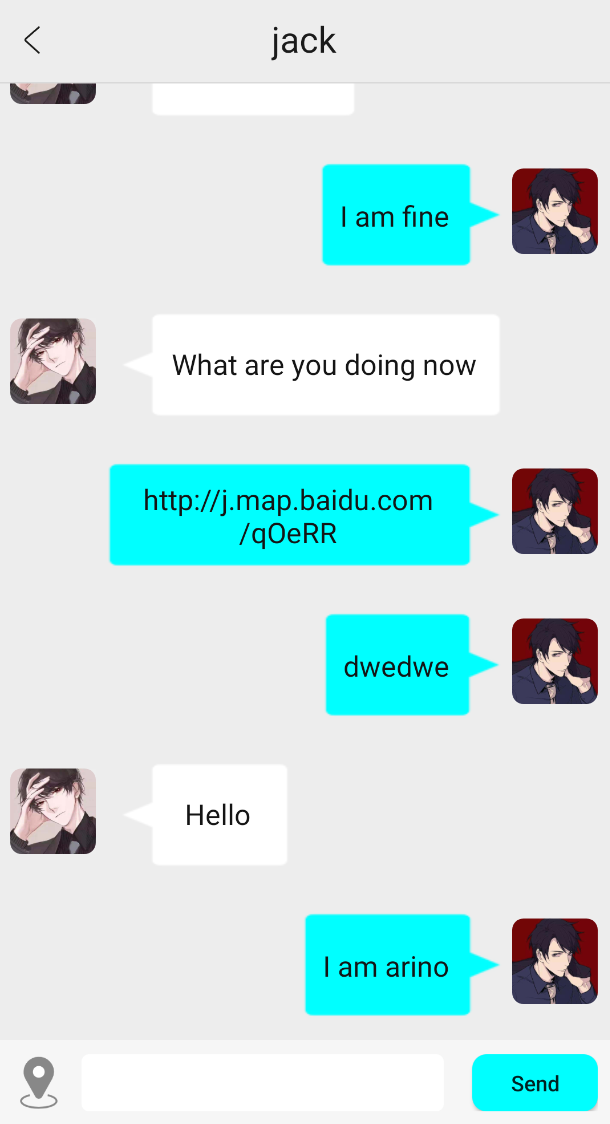 jack
I am fine
What are you doing now
http://j.map.baidu.com
/qOeRR
dwedwe
Hello
I am arino
Send